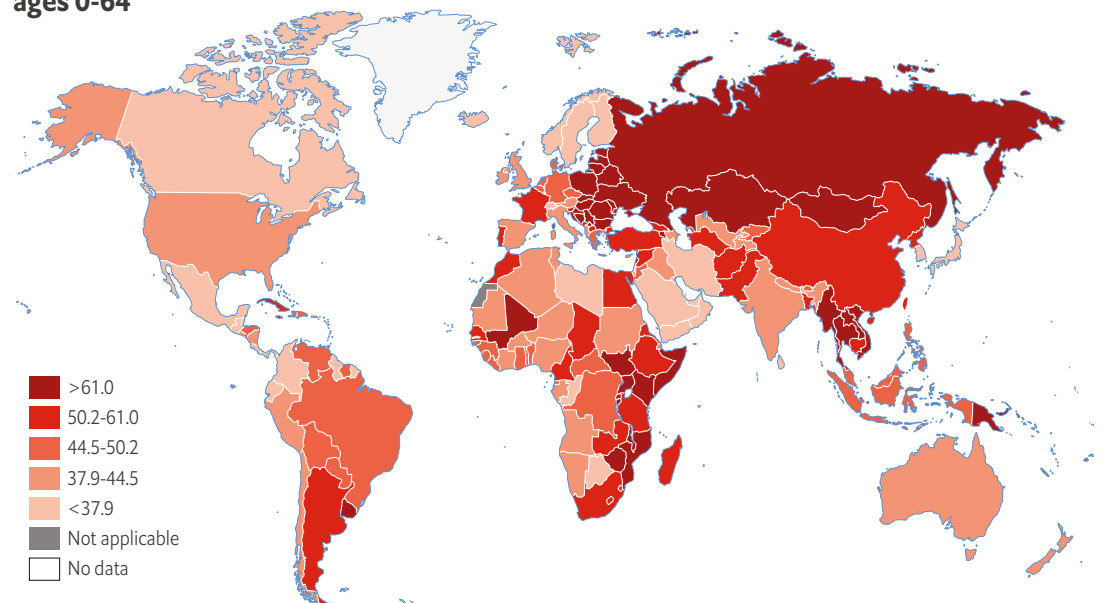 ages 0-64
>61.0
50.2-61.0
44.5-50.2
37.9-44.5
<37.9
Not applicable
No data